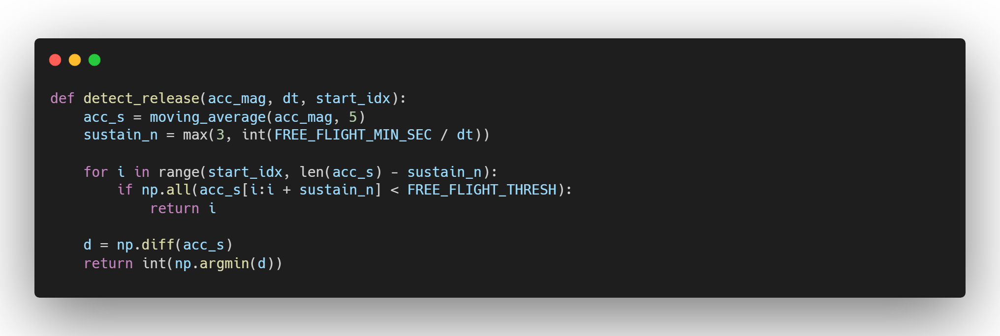 def detect_release(acc_mag, dt, start_idx):
    acc_s = moving_average(acc_mag, 5)
    sustain_n = max(3, int(FREE_FLIGHT_MIN_SEC / dt))

    for i in range(start_idx, len(acc_s) - sustain_n):
        if np.all(acc_s[i:i + sustain_n] < FREE_FLIGHT_THRESH):
            return i

    d = np.diff(acc_s)
    return int(np.argmin(d))